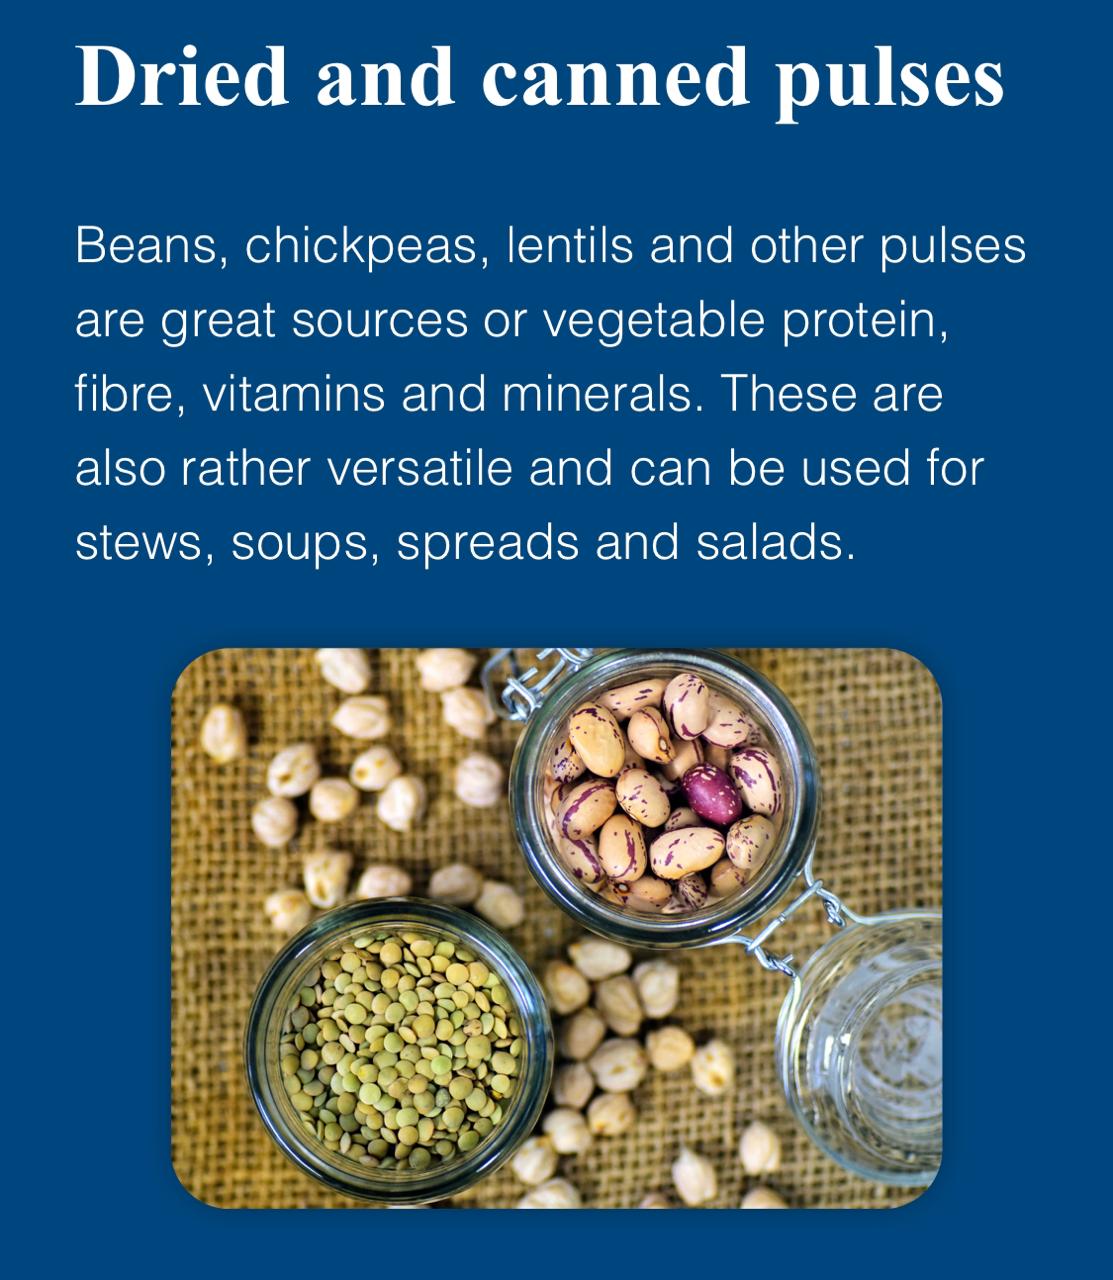 Dried and canned pulses
Beans, chickpeas, lentils and other pulses
are great sources or vegetable protein,
fibre, vitamins and minerals. These are
also rather versatile and can be used for
stews, soups, spreads and salads.